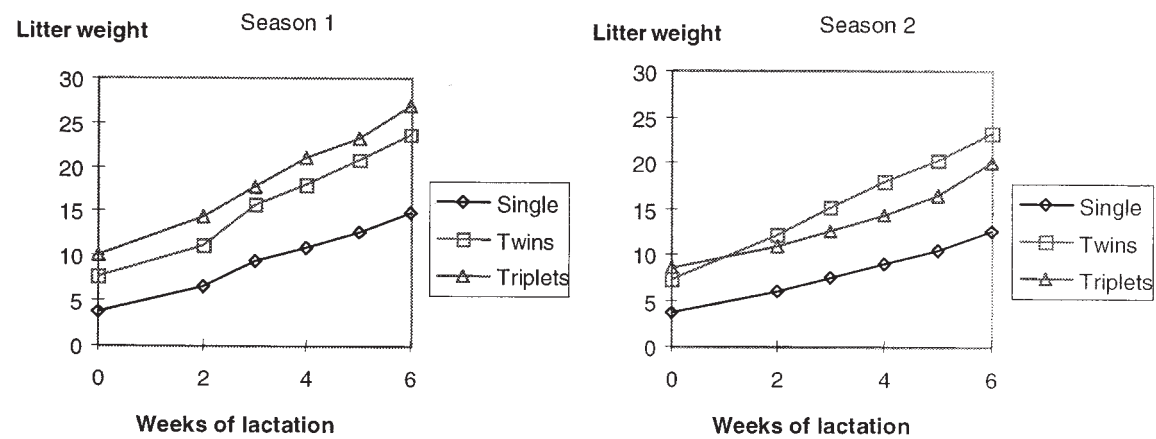 Season 1
Litter weight
30
25
20
15
10
5
0
0 2 4 6
Weeks of lactation
Single
Twins
Triplets
Season 2
Litter weight
30
25
20
15
10
5
0
0 2 4 6
Weeks of lactation
Single
Twins
Triplets